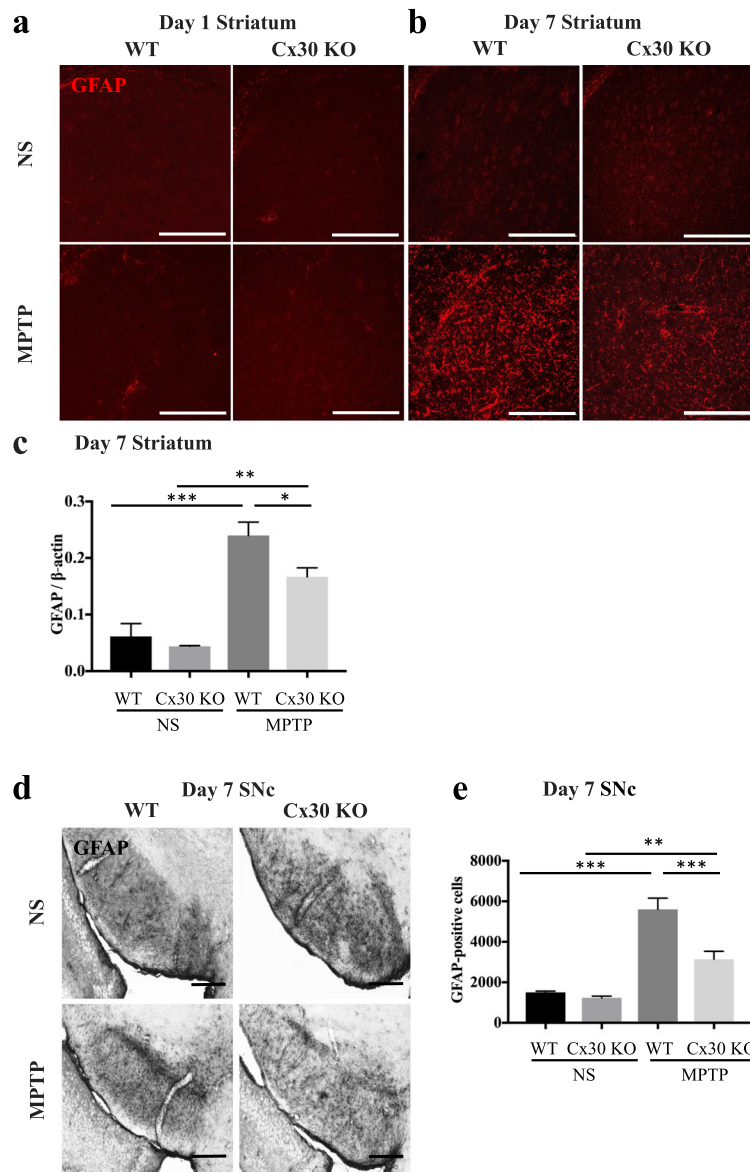 a
Day 1 Striatum
WT
Cx30 KO
b
Day 7 Striatum
WT
Cx30 KO
GFAP
NS
MPTP
c
Day 7 Striatum
**
***
*
GFAP / β-actin
0.3
0.2
0.1
0.0
WT Cx30 KO WT Cx30 KO
NS MPTP
d
Day 7 SNc
WT Cx30 KO
GFAP
NS
MPTP
e
Day 7 SNc
**
*** ***
GFAP-positive cells
8000
6000
4000
2000
0
WT Cx30 KO WT Cx30 KO
NS MPTP